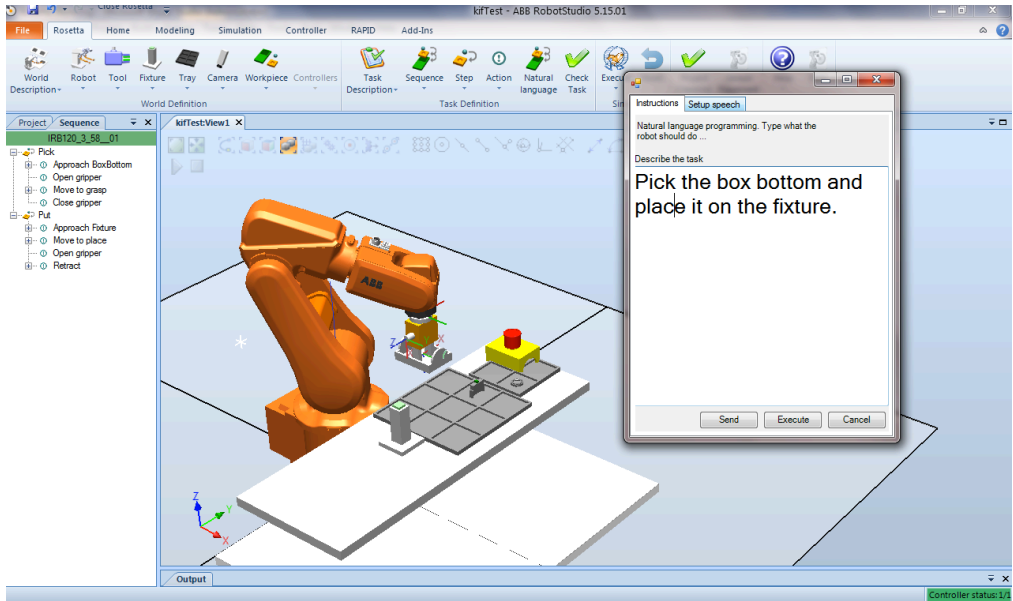 Close Rosetta
kifTest - ABB RobotStudio 5.15.01
File Rosetta Home Modeling Simulation Controller RAPID Add-Ins
World Robot Tool Fixture Tray Camera Workpiece Controllers Task Sequence Step Action Natural Check
Description Description language Task
World Definition Task Definition
Project Sequence
kifTest:View1 X
IRB120_3_58__01
Pick
Approach BoxBottom
Open gripper
Move to grasp
Close gripper
Put
Approach Fixture
Move to place
Open gripper
Retract
ABB
Z
Y
X
Z
X
Instructions Setup speech
Natural language programming. Type what the
robot should do ...
Describe the task
Pick the box bottom and
place it on the fixture.
Send Execute Cancel
Output
Controller status: 1/1